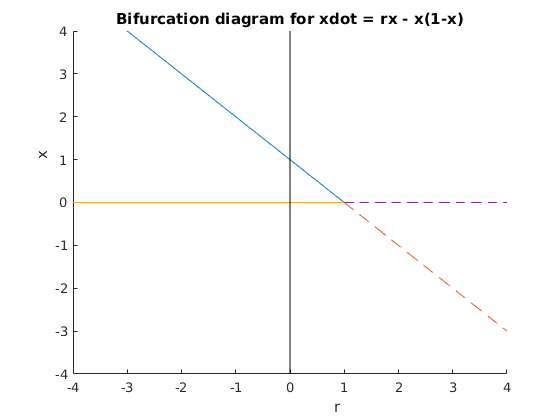 Bifurcation diagram for xdot = rx - x(1-x)
4
3
2
1
0
-1
-2
-3
-4
x
-4 -3 -2 -1 0 1 2 3 4
r